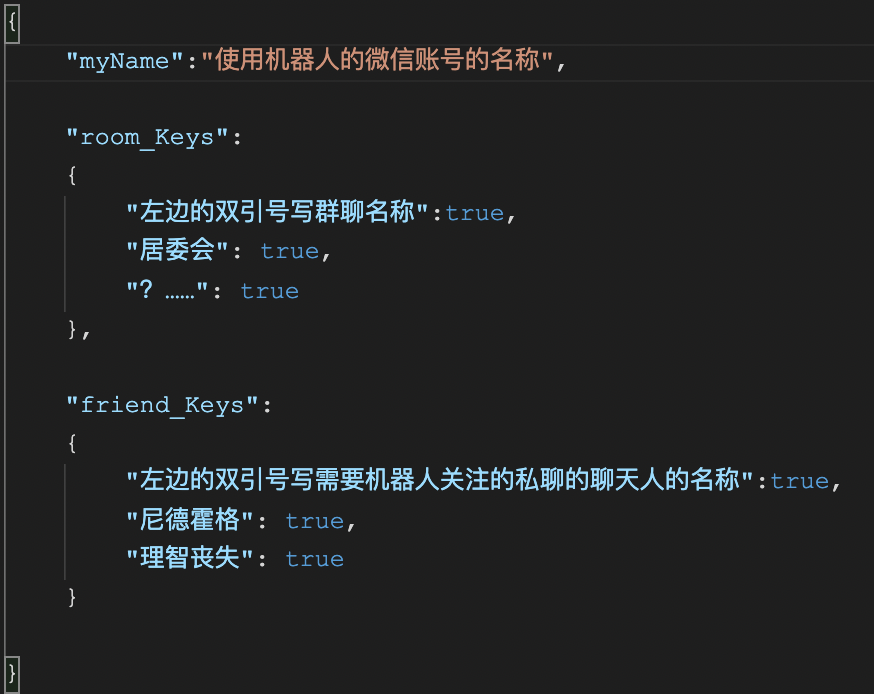 {
"myName":"使用机器人的微信账号的名称",
"room_Keys":
{
"左边的双引号写群聊名称":true,
"居委会": true,
"? ……": true
},
"friend_Keys":
{
"左边的双引号写需要机器人关注的私聊的聊天人的名称":true,
"尼德霍格": true,
"理智丧失": true
}
}